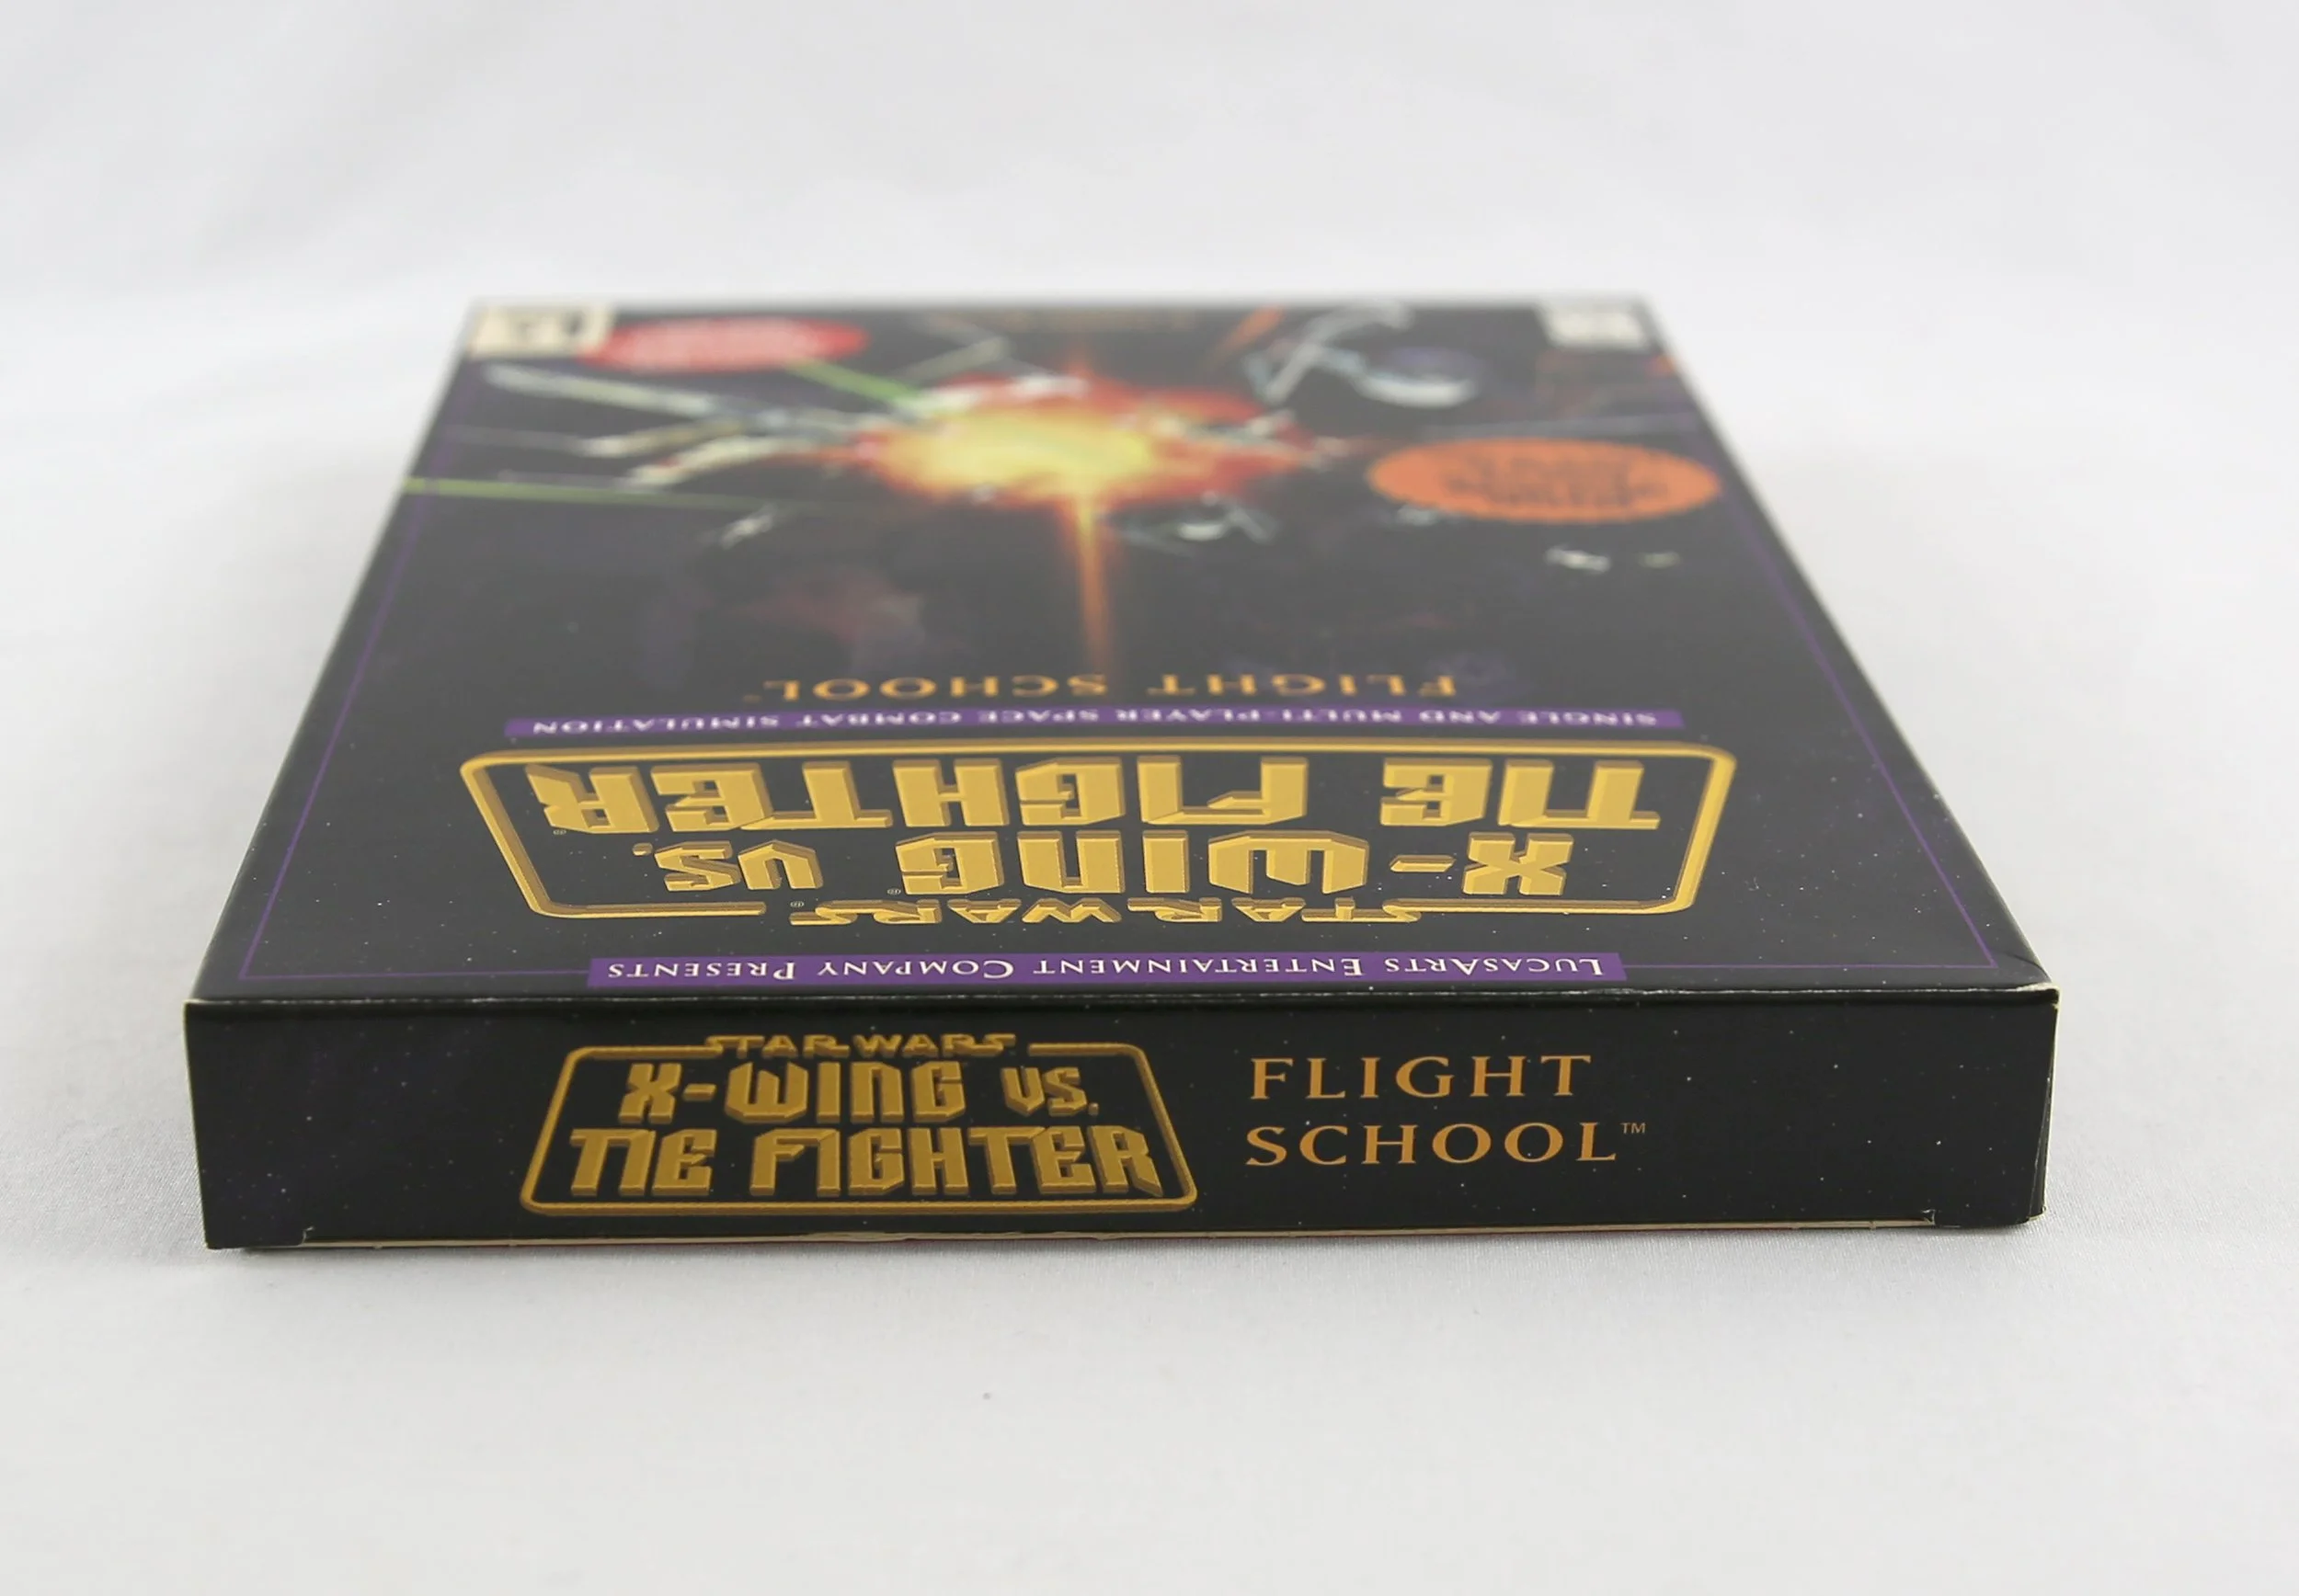 FLIGHT SCHOOL™
SINGLE AND MULTI-PLAYER SPACE COMBAT SIMULATION
STAR WARS®
X-WING® VS.
TIE FIGHTER®
LUCASARTS ENTERTAINMENT COMPANY PRESENTS
STAR WARS
X-WING VS.
TIE FIGHTER
FLIGHT
SCHOOL™